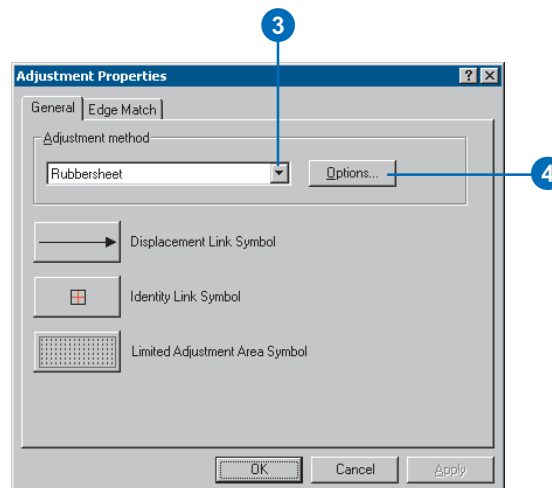 3
Adjustment Properties
General
Edge Match
Adjustment method
Rubbersheet
Options...
4
Displacement Link Symbol
Identity Link Symbol
Limited Adjustment Area Symbol
OK
Cancel
Apply